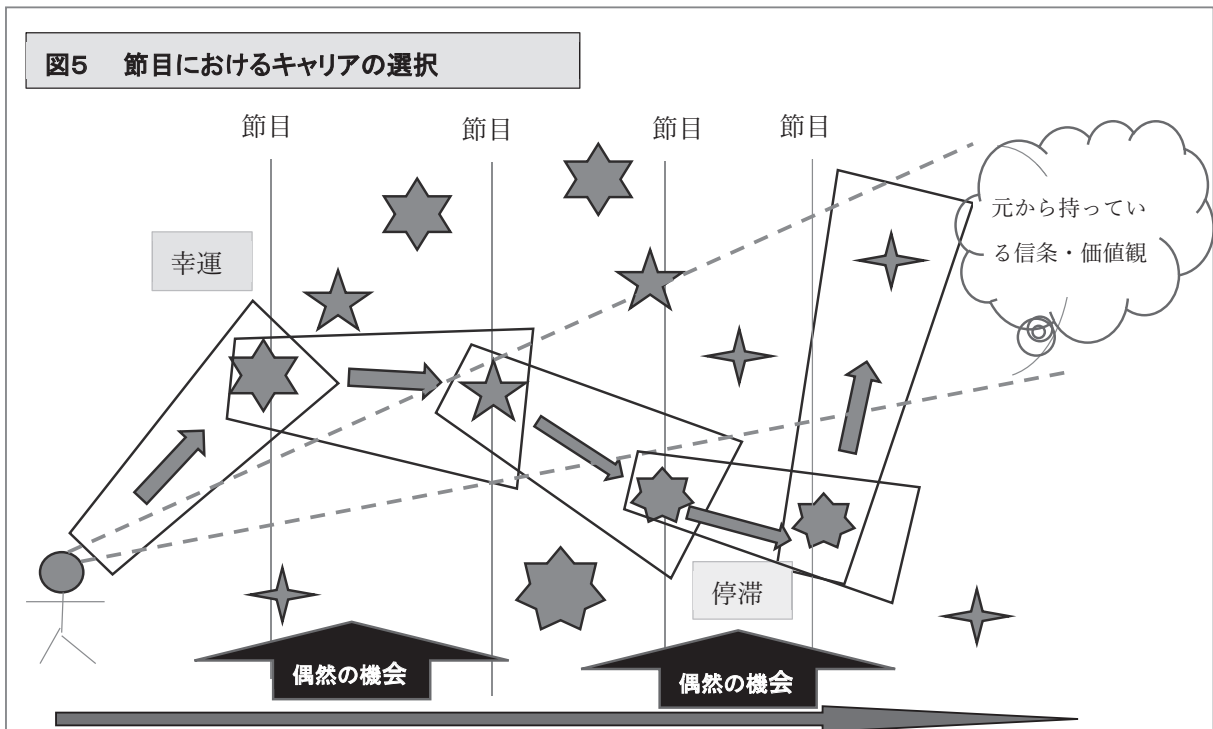 図5　節目におけるキャリアの選択
節目
節目
節目
節目
元から持ってい
る信条・価値観
幸運
停滞
偶然の機会
偶然の機会